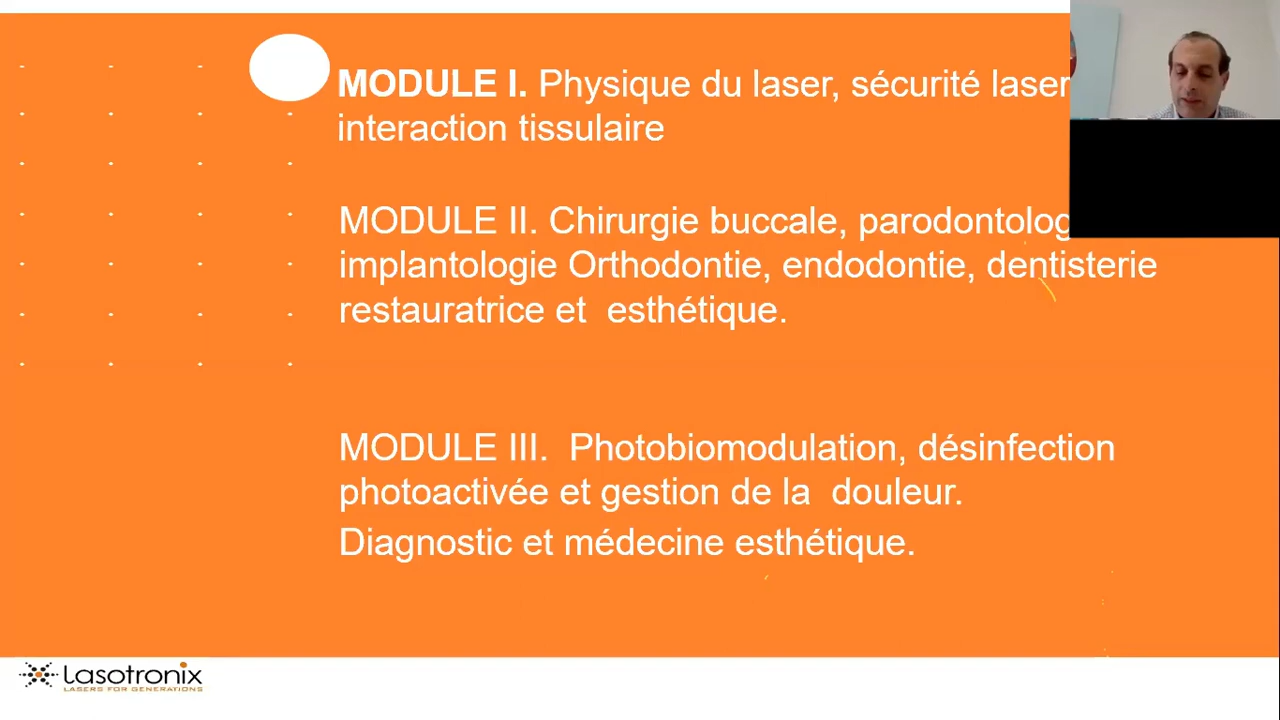 MODULE I. Physique du laser, sécurité laser
interaction tissulaire
MODULE II. Chirurgie buccale,
implantologie Orthodontie, endodontie, dentisterie
restauratrice et esthétique.
MODULE III. Photobiomodulation, désinfection
photoactivée et gestion de la douleur.
Diagnostic et médecine esthétique.
Lasotronix
LASERS FOR GENERATIONS